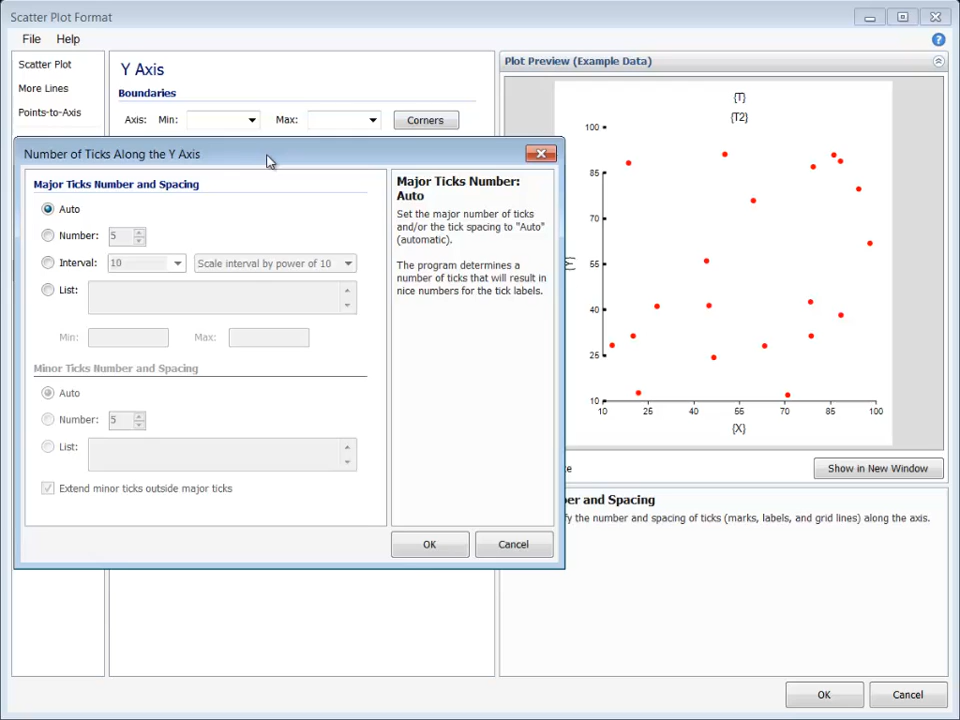 Scatter Plot Format
File Help
Scatter Plot
More Lines
Points-to-Axis
Y Axis
Boundaries
Axis: Min: Max: Corners
Plot Preview (Example Data)
{T}
{T2}
100
85
70
55
40
25
10
{Y}
10 25 40 55 70 85 100
{X}
Show in New Window
Number of Ticks Along the Y Axis
Major Ticks Number and Spacing
Auto
Number: 5
Interval: 10 Scale interval by power of 10
List:
Min: Max:
Minor Ticks Number and Spacing
Auto
Number: 5
List:
Extend minor ticks outside major ticks
Major Ticks Number:
Auto
Set the major number of ticks
and/or the tick spacing to "Auto"
(automatic).
The program determines a
number of ticks that will result in
nice numbers for the tick labels.
OK Cancel
and Spacing
the number and spacing of ticks (marks, labels, and grid lines) along the axis.
OK Cancel